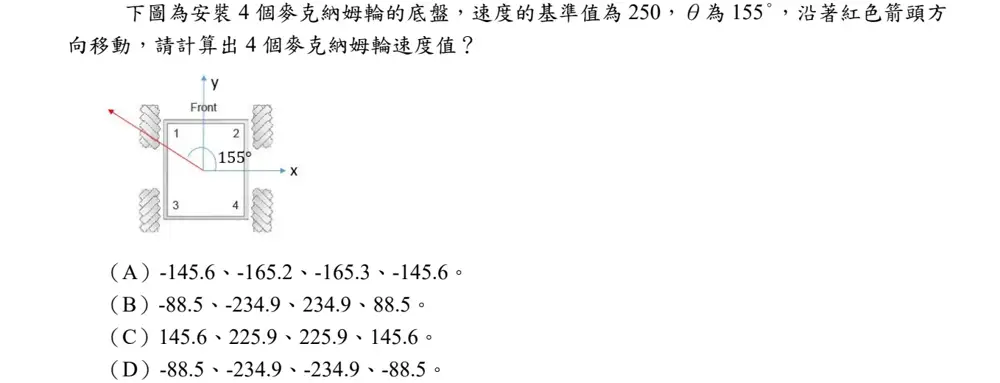 下圖為安裝 4 個麥克納姆輪的底盤，速度的基準值為 250，θ為 155°，沿著紅色箭頭方
向移動，請計算出 4 個麥克納姆輪速度值？
y
Front
1 2
155°
x
3 4
（A）-145.6、-165.2、-165.3、-145.6。
（B）-88.5、-234.9、234.9、88.5。
（C）145.6、225.9、225.9、145.6。
（D）-88.5、-234.9、-234.9、-88.5。